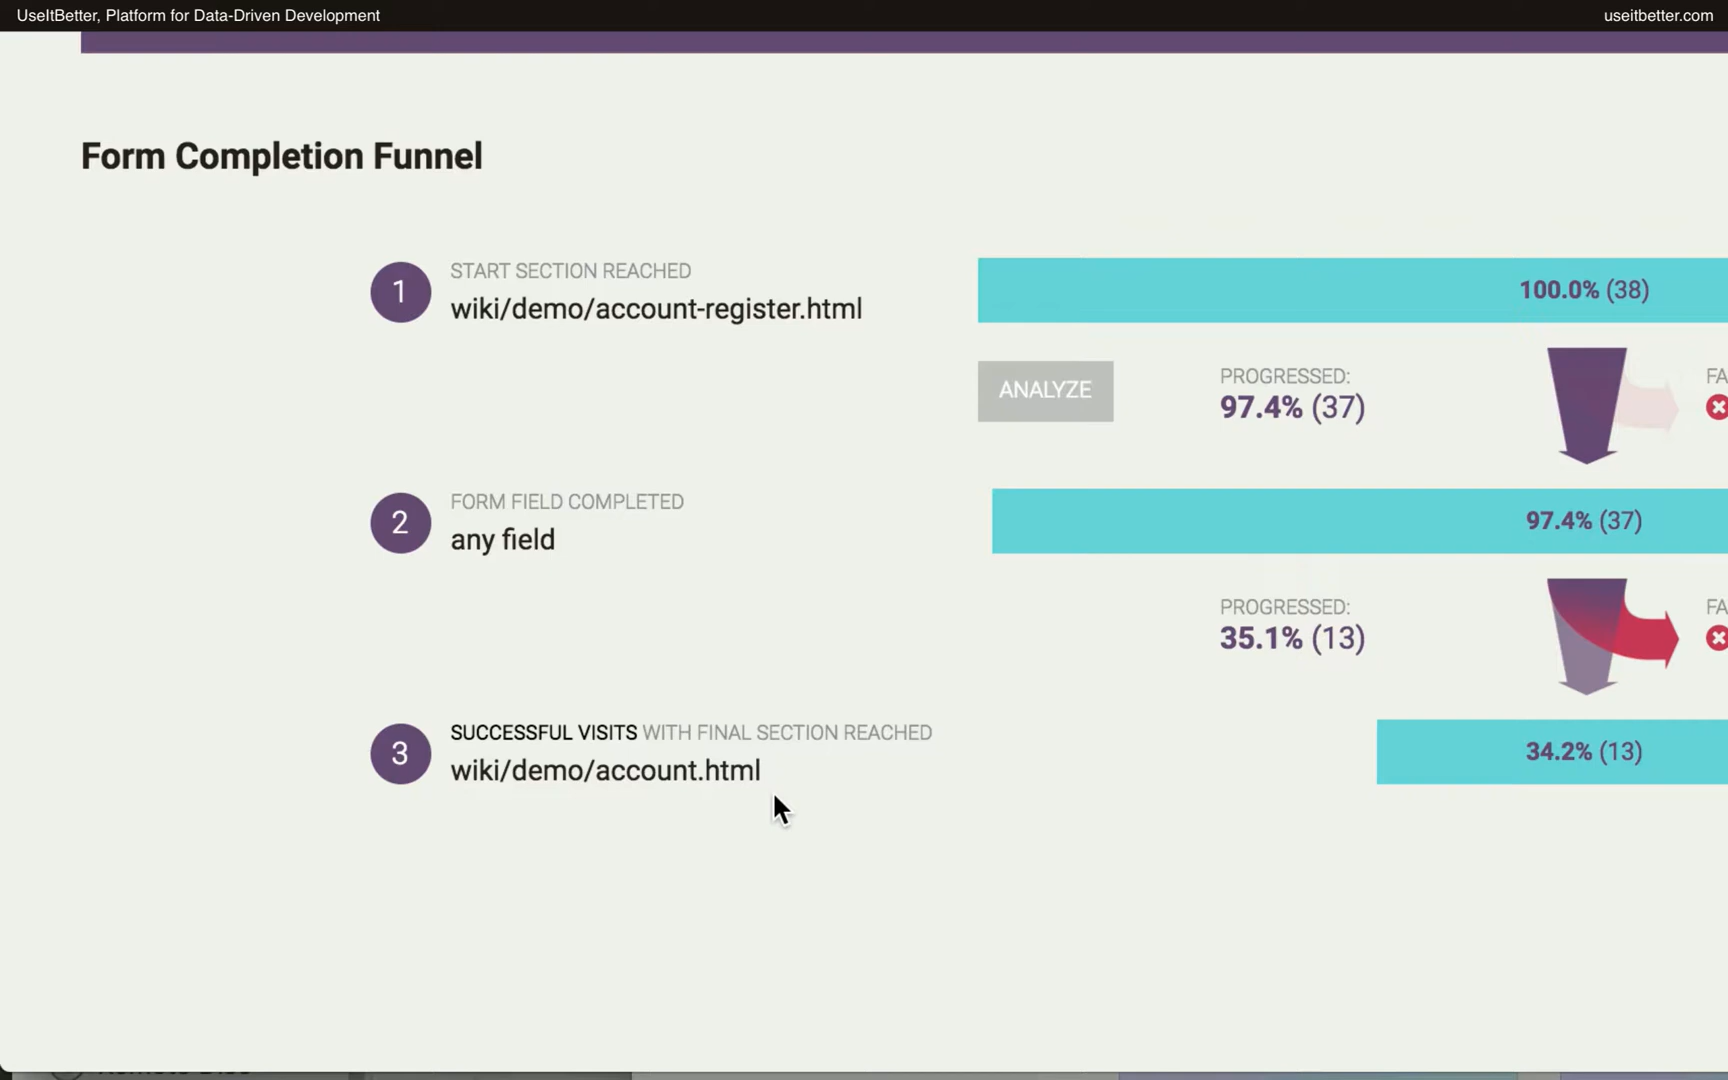 UseItBetter, Platform for Data-Driven Development
useitbetter.com
Form Completion Funnel
1
START SECTION REACHED
wiki/demo/account-register.html
100.0% (38)
ANALYZE
PROGRESSED:
97.4% (37)
FA
2
FORM FIELD COMPLETED
any field
97.4% (37)
PROGRESSED:
35.1% (13)
FA
3
SUCCESSFUL VISITS WITH FINAL SECTION REACHED
wiki/demo/account.html
34.2% (13)